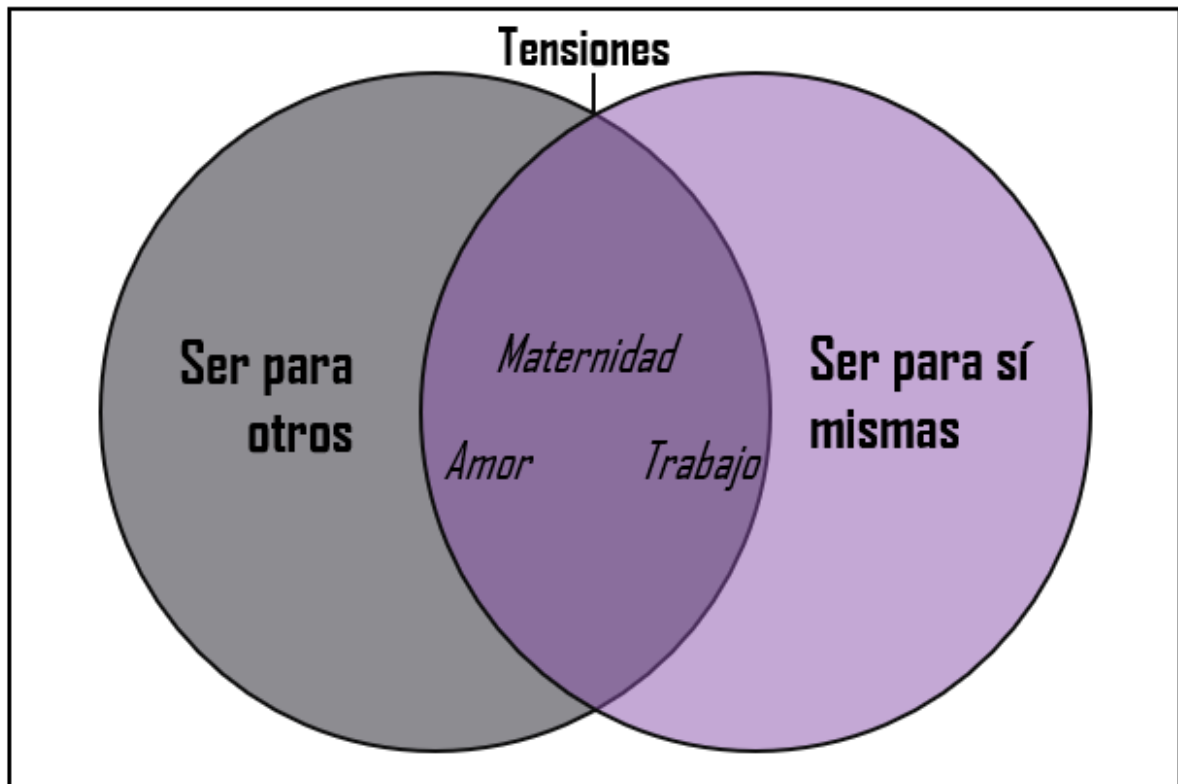 Tensiones
Ser para
otros
Maternidad
Amor
Trabajo
Ser para sí
mismas